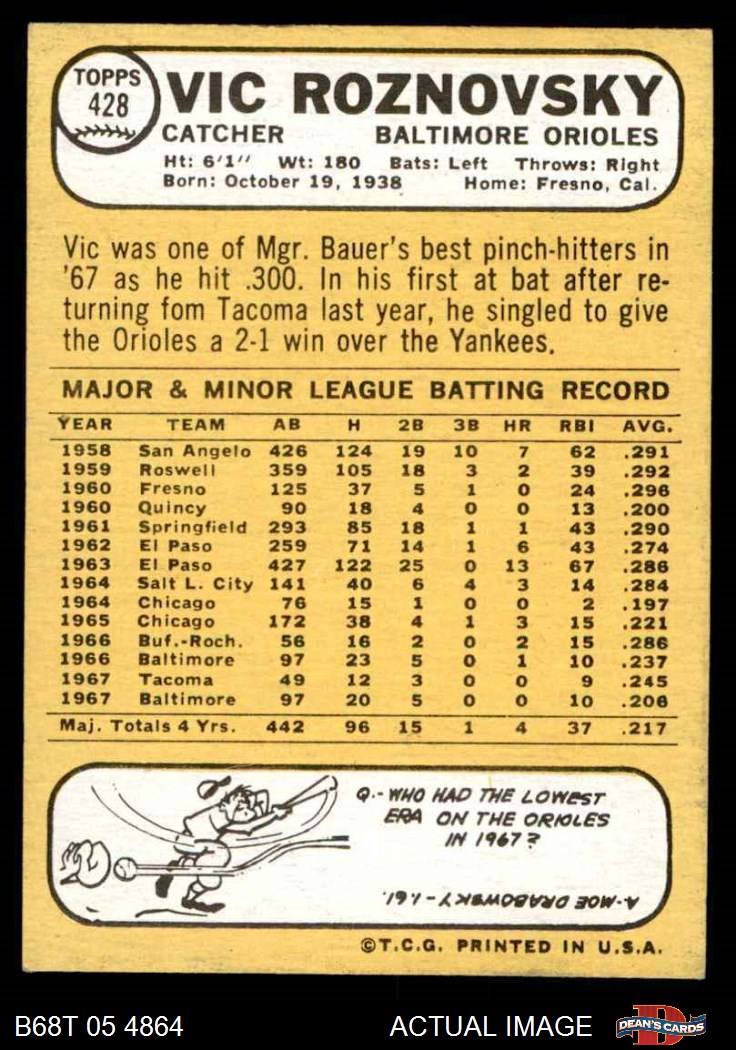 TOPPS
428
VIC ROZNOVSKY
CATCHER BALTIMORE ORIOLES
Ht: 6'1" Wt: 180 Bats: Left Throws: Right
Born: October 19, 1938 Home: Fresno, Cal.
Vic was one of Mgr. Bauer's best pinch-hitters in
'67 as he hit .300. In his first at bat after re-
turning fom Tacoma last year, he singled to give
the Orioles a 2-1 win over the Yankees.
MAJOR & MINOR LEAGUE BATTING RECORD
YEAR TEAM AB H 2B 3B HR RBI AVG.
1958 San Angelo 426 124 19 10 7 62 .291
1959 Roswell 359 105 18 3 2 39 .292
1960 Fresno 125 37 5 1 0 24 .296
1960 Quincy 90 18 4 0 0 13 .200
1961 Springfield 293 85 18 1 1 43 .290
1962 El Paso 259 71 14 1 6 43 .274
1963 El Paso 427 122 25 0 13 67 .286
1964 Salt L. City 141 40 6 4 3 14 .284
1964 Chicago 76 15 1 0 0 2 .197
1965 Chicago 172 38 4 1 3 15 .221
1966 Buf.-Roch. 56 16 2 0 2 15 .286
1966 Baltimore 97 23 5 0 1 10 .237
1967 Tacoma 49 12 3 0 0 9 .245
1967 Baltimore 97 20 5 0 0 10 .206
Maj. Totals 4 Yrs. 442 96 15 1 4 37 .217
Q.- WHO HAD THE LOWEST
ERA ON THE ORIOLES
IN 1967?
A-MOE DRABOWSKY-1.61.
©T.C.G. PRINTED IN U.S.A.
B68T 05 4864 ACTUAL IMAGE D DEAN'S CARDS